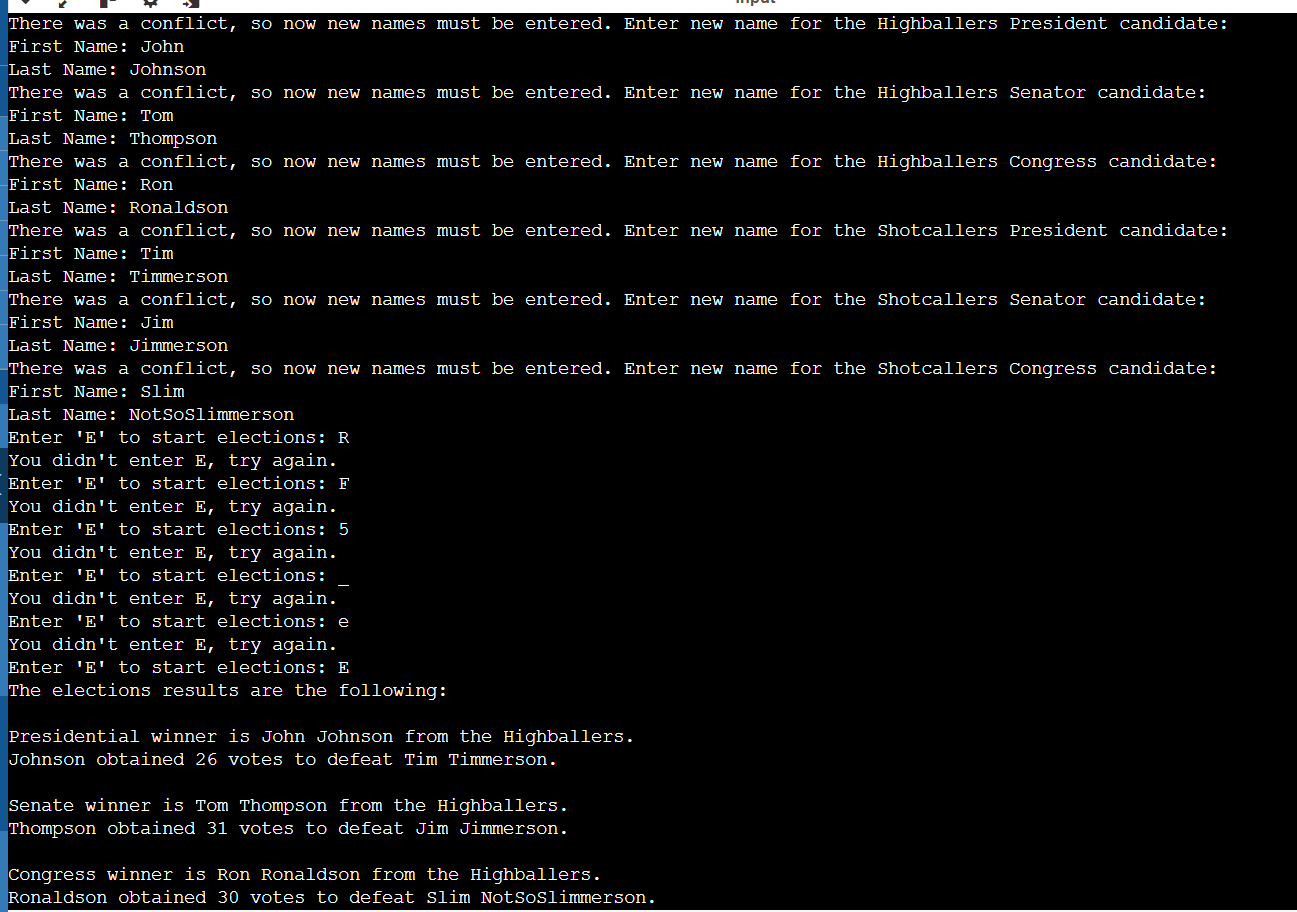 input
There was a conflict, so now new names must be entered. Enter new name for the Highballers President candidate:
First Name: John
Last Name: Johnson
There was a conflict, so now new names must be entered. Enter new name for the Highballers Senator candidate:
First Name: Tom
Last Name: Thompson
There was a conflict, so now new names must be entered. Enter new name for the Highballers Congress candidate:
First Name: Ron
Last Name: Ronaldson
There was a conflict, so now new names must be entered. Enter new name for the Shotcallers President candidate:
First Name: Tim
Last Name: Timmerson
There was a conflict, so now new names must be entered. Enter new name for the Shotcallers Senator candidate:
First Name: Jim
Last Name: Jimmerson
There was a conflict, so now new names must be entered. Enter new name for the Shotcallers Congress candidate:
First Name: Slim
Last Name: NotSoSlimmerson
Enter 'E' to start elections: R
You didn't enter E, try again.
Enter 'E' to start elections: F
You didn't enter E, try again.
Enter 'E' to start elections: 5
You didn't enter E, try again.
Enter 'E' to start elections: _
You didn't enter E, try again.
Enter 'E' to start elections: e
You didn't enter E, try again.
Enter 'E' to start elections: E
The elections results are the following:
Presidential winner is John Johnson from the Highballers.
Johnson obtained 26 votes to defeat Tim Timmerson.
Senate winner is Tom Thompson from the Highballers.
Thompson obtained 31 votes to defeat Jim Jimmerson.
Congress winner is Ron Ronaldson from the Highballers.
Ronaldson obtained 30 votes to defeat Slim NotSoSlimmerson.